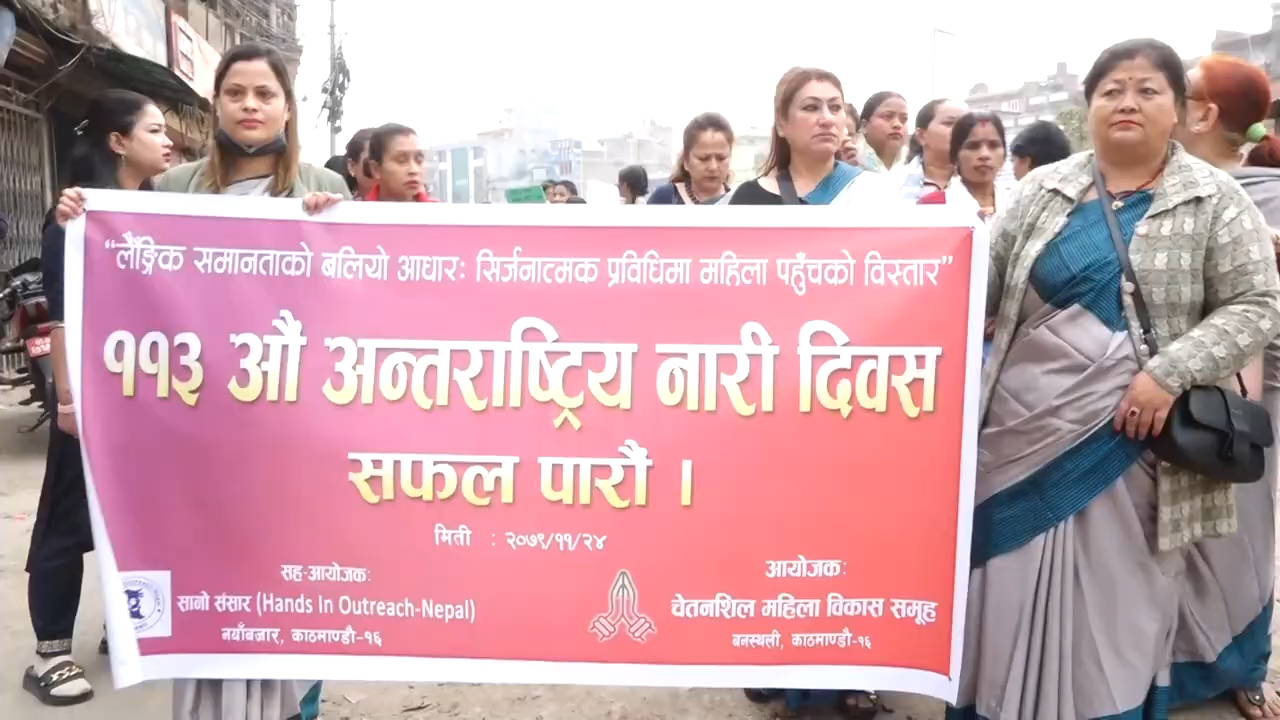 “लैङ्गिक समानताको बलियो आधारः सिर्जनात्मक प्रविधिमा महिला पहुँचको विस्तार”
११३ औं अन्तराष्ट्रिय नारी दिवस
सफल पारौं ।
मिती : २०७९/११/२४
सह-आयोजकः
सानो संसार (Hands In Outreach-Nepal)
नयाँबजार, काठमाण्डौ-१६
आयोजकः
चेतनशिल महिला विकास समूह
बनस्थली, काठमाण्डौ-१६